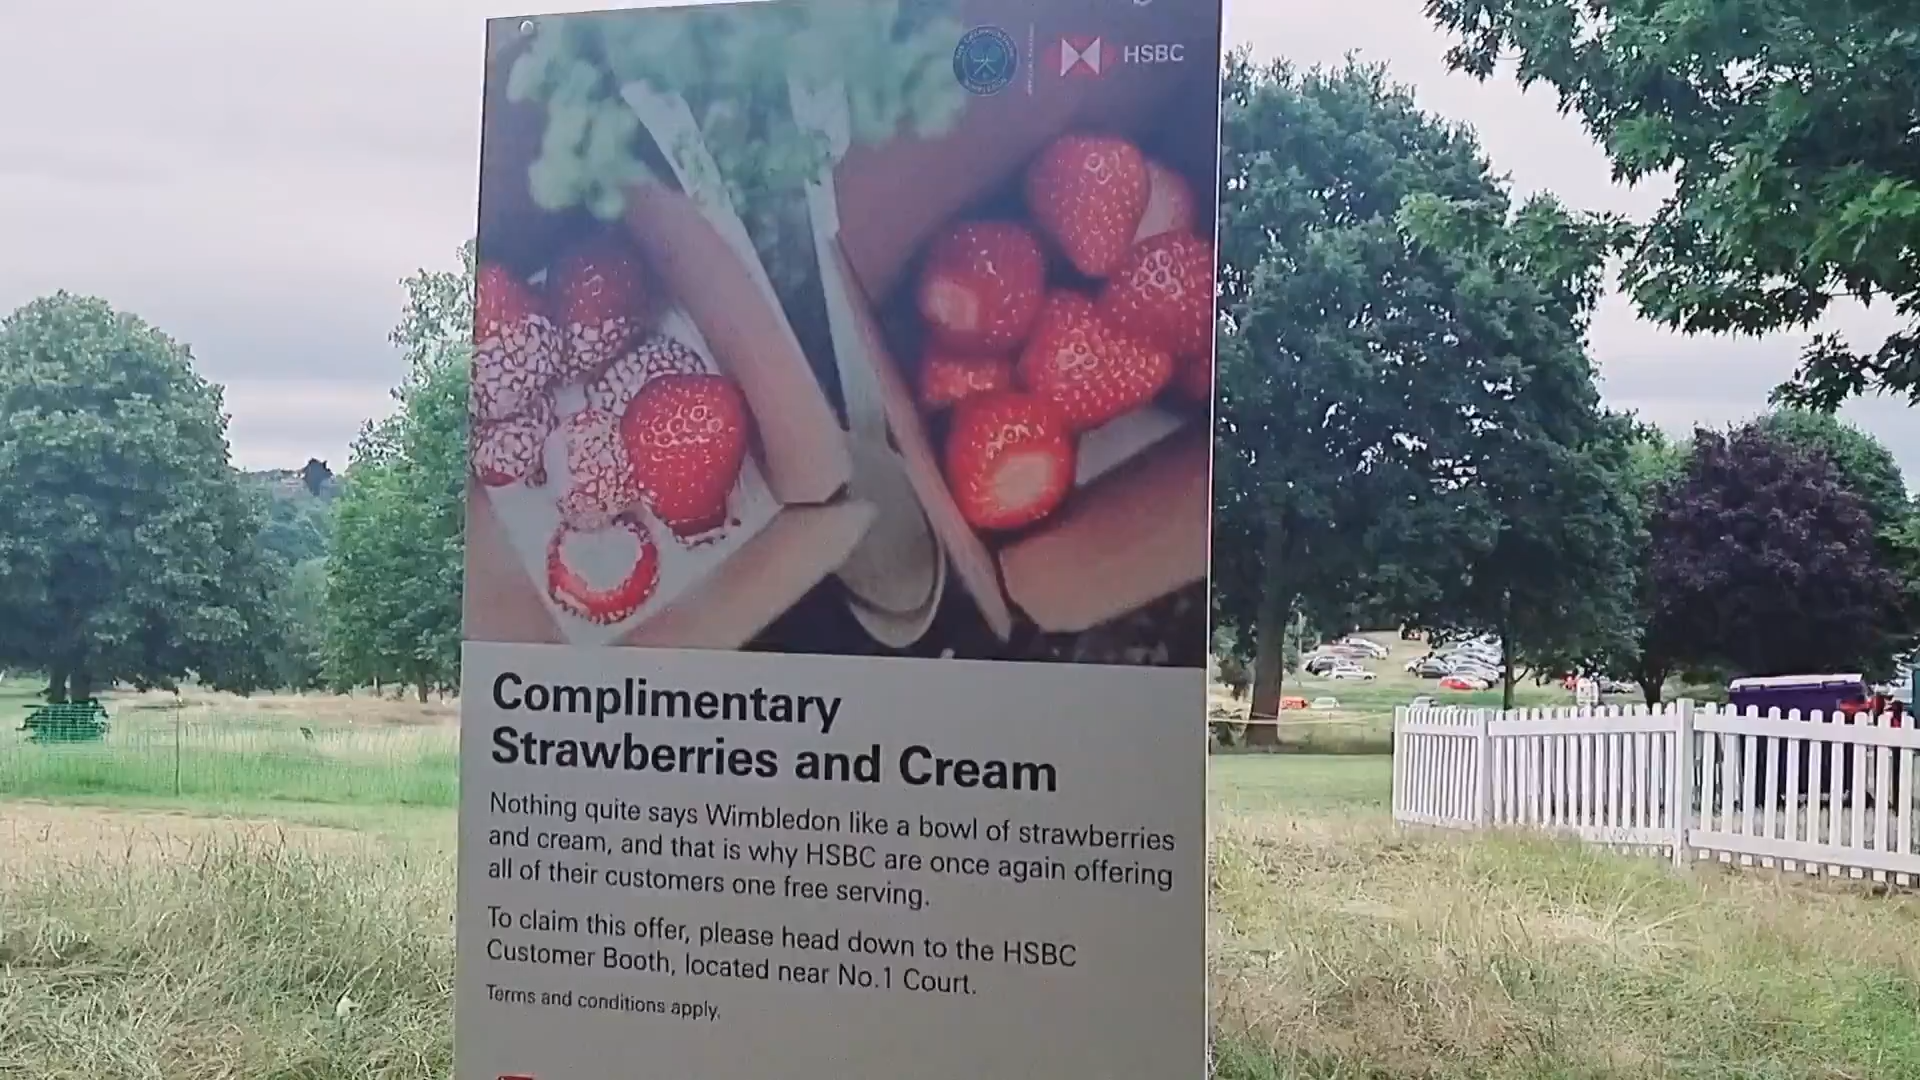 HSBC
Complimentary
Strawberries and Cream
Nothing quite says Wimbledon like a bowl of strawberries
and cream, and that is why HSBC are once again offering
all of their customers one free serving.
To claim this offer, please head down to the HSBC
Customer Booth, located near No.1 Court.
Terms and conditions apply.